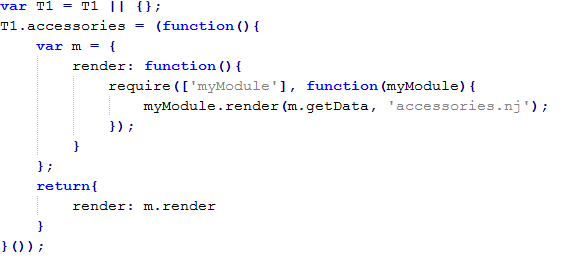 var T1 = T1 || {};
T1.accessories = (function(){
    var m = {
        render: function(){
            require(['myModule'], function(myModule){
                myModule.render(m.getData, 'accessories.nj');
            });
        }
    };
    return{
        render: m.render
    }
}());